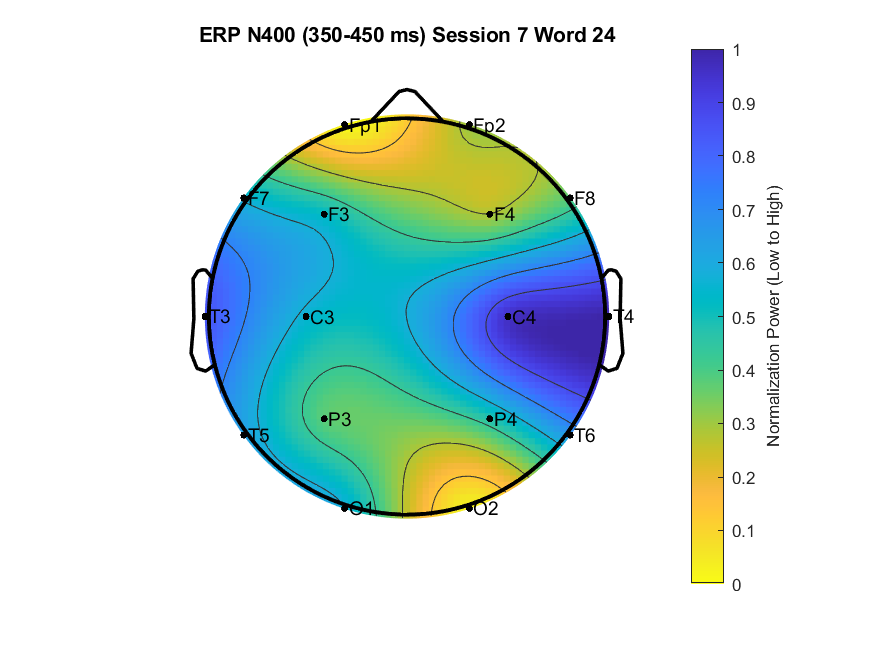 ERP N400 (350-450 ms) Session 7 Word 24
Fp1
Fp2
F7
F3
F4
F8
T3
C3
C4
T4
T5
P3
P4
T6
O1
O2
1
0.9
0.8
0.7
0.6
0.5
0.4
0.3
0.2
0.1
0
Normalization Power (Low to High)